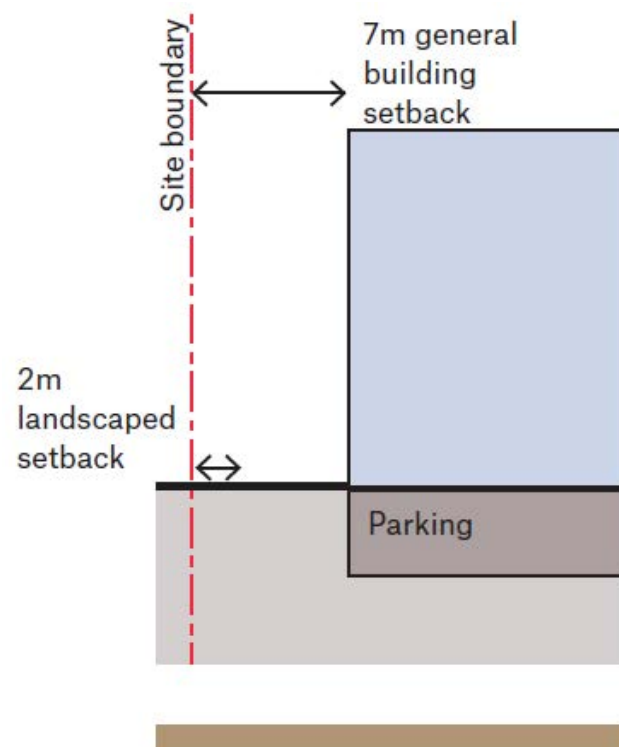 Site boundary
7m general
building
setback
2m
landscaped
setback
Parking